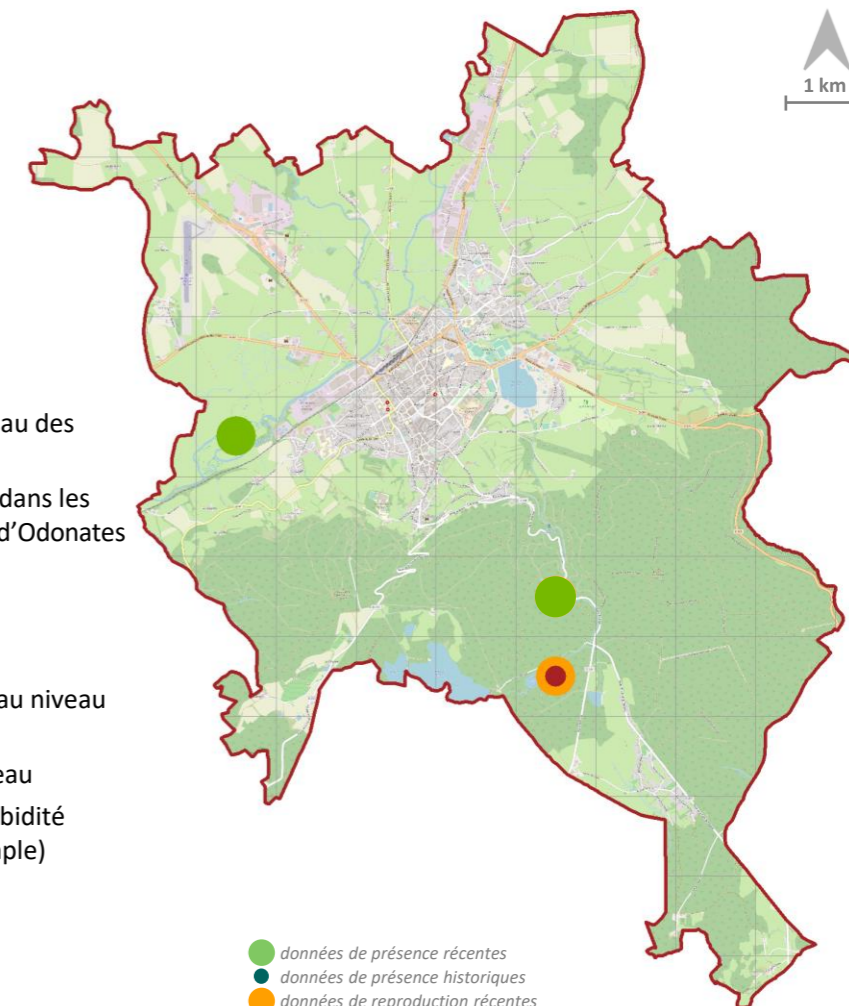 1 km
au des
dans les
d’Odonates
au niveau
eau
bidité
nple)
données de présence récentes
données de présence historiques
données de reproduction récentes